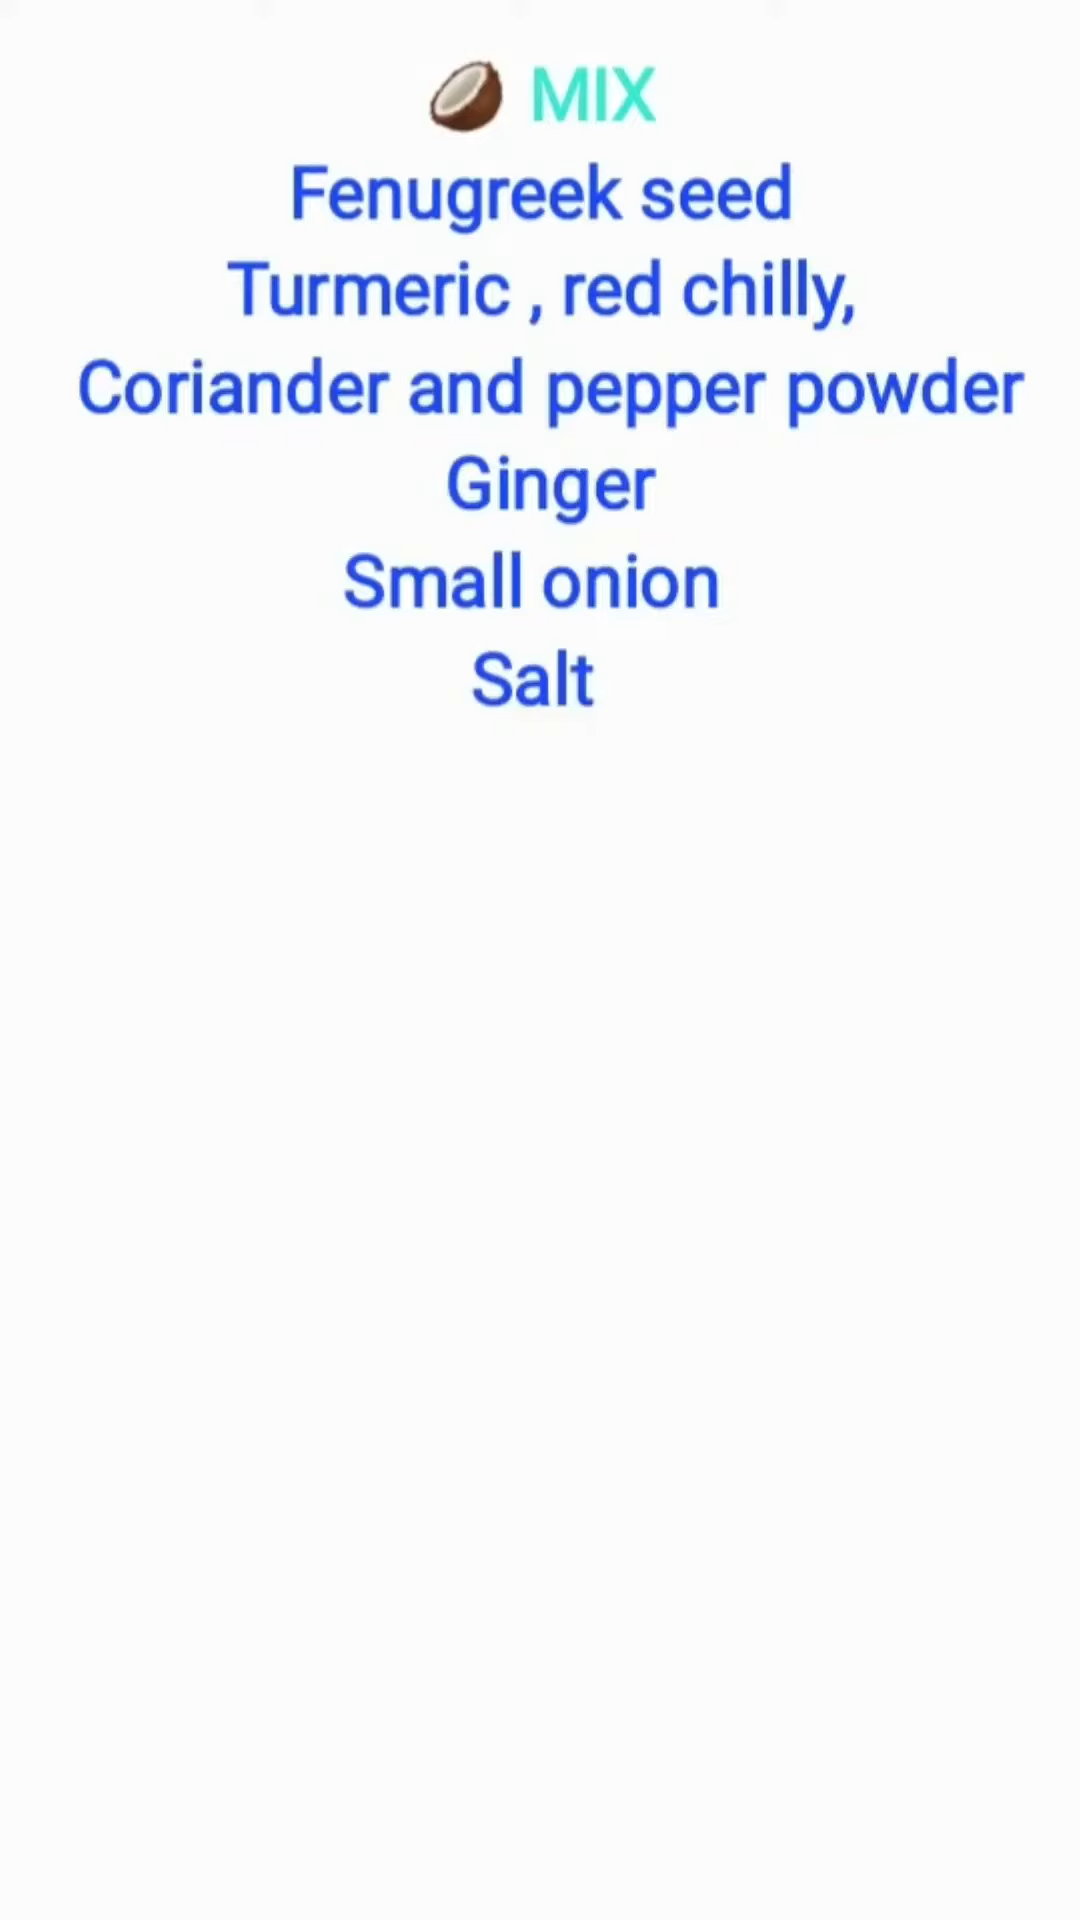 🥥 MIX
Fenugreek seed
Turmeric , red chilly,
Coriander and pepper powder
Ginger
Small onion
Salt